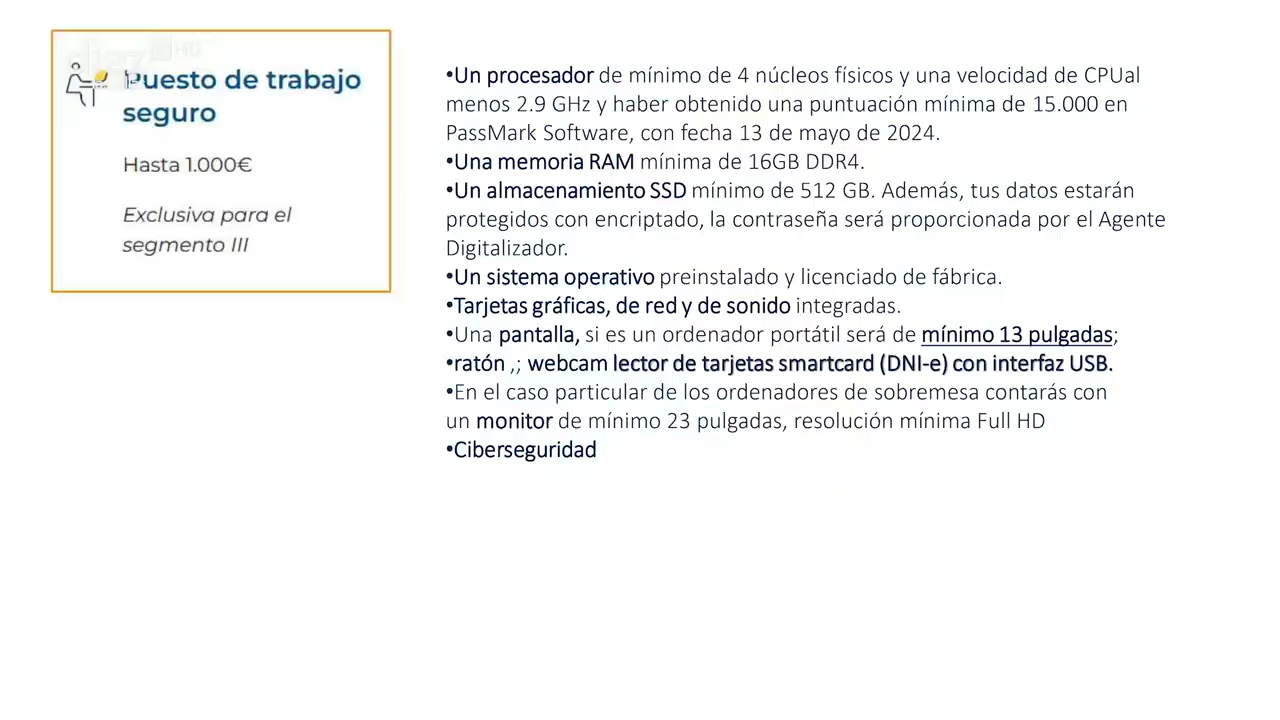 Puesto de trabajo
seguro
Hasta 1.000€
Exclusiva para el
segmento III
•Un procesador de mínimo de 4 núcleos físicos y una velocidad de CPUal
menos 2.9 GHz y haber obtenido una puntuación mínima de 15.000 en
PassMark Software, con fecha 13 de mayo de 2024.
•Una memoria RAM mínima de 16GB DDR4.
•Un almacenamiento SSD mínimo de 512 GB. Además, tus datos estarán
protegidos con encriptado, la contraseña será proporcionada por el Agente
Digitalizador.
•Un sistema operativo preinstalado y licenciado de fábrica.
•Tarjetas gráficas, de red y de sonido integradas.
•Una pantalla, si es un ordenador portátil será de mínimo 13 pulgadas;
•ratón ,; webcam lector de tarjetas smartcard (DNI-e) con interfaz USB.
•En el caso particular de los ordenadores de sobremesa contarás con
un monitor de mínimo 23 pulgadas, resolución mínima Full HD
•Ciberseguridad